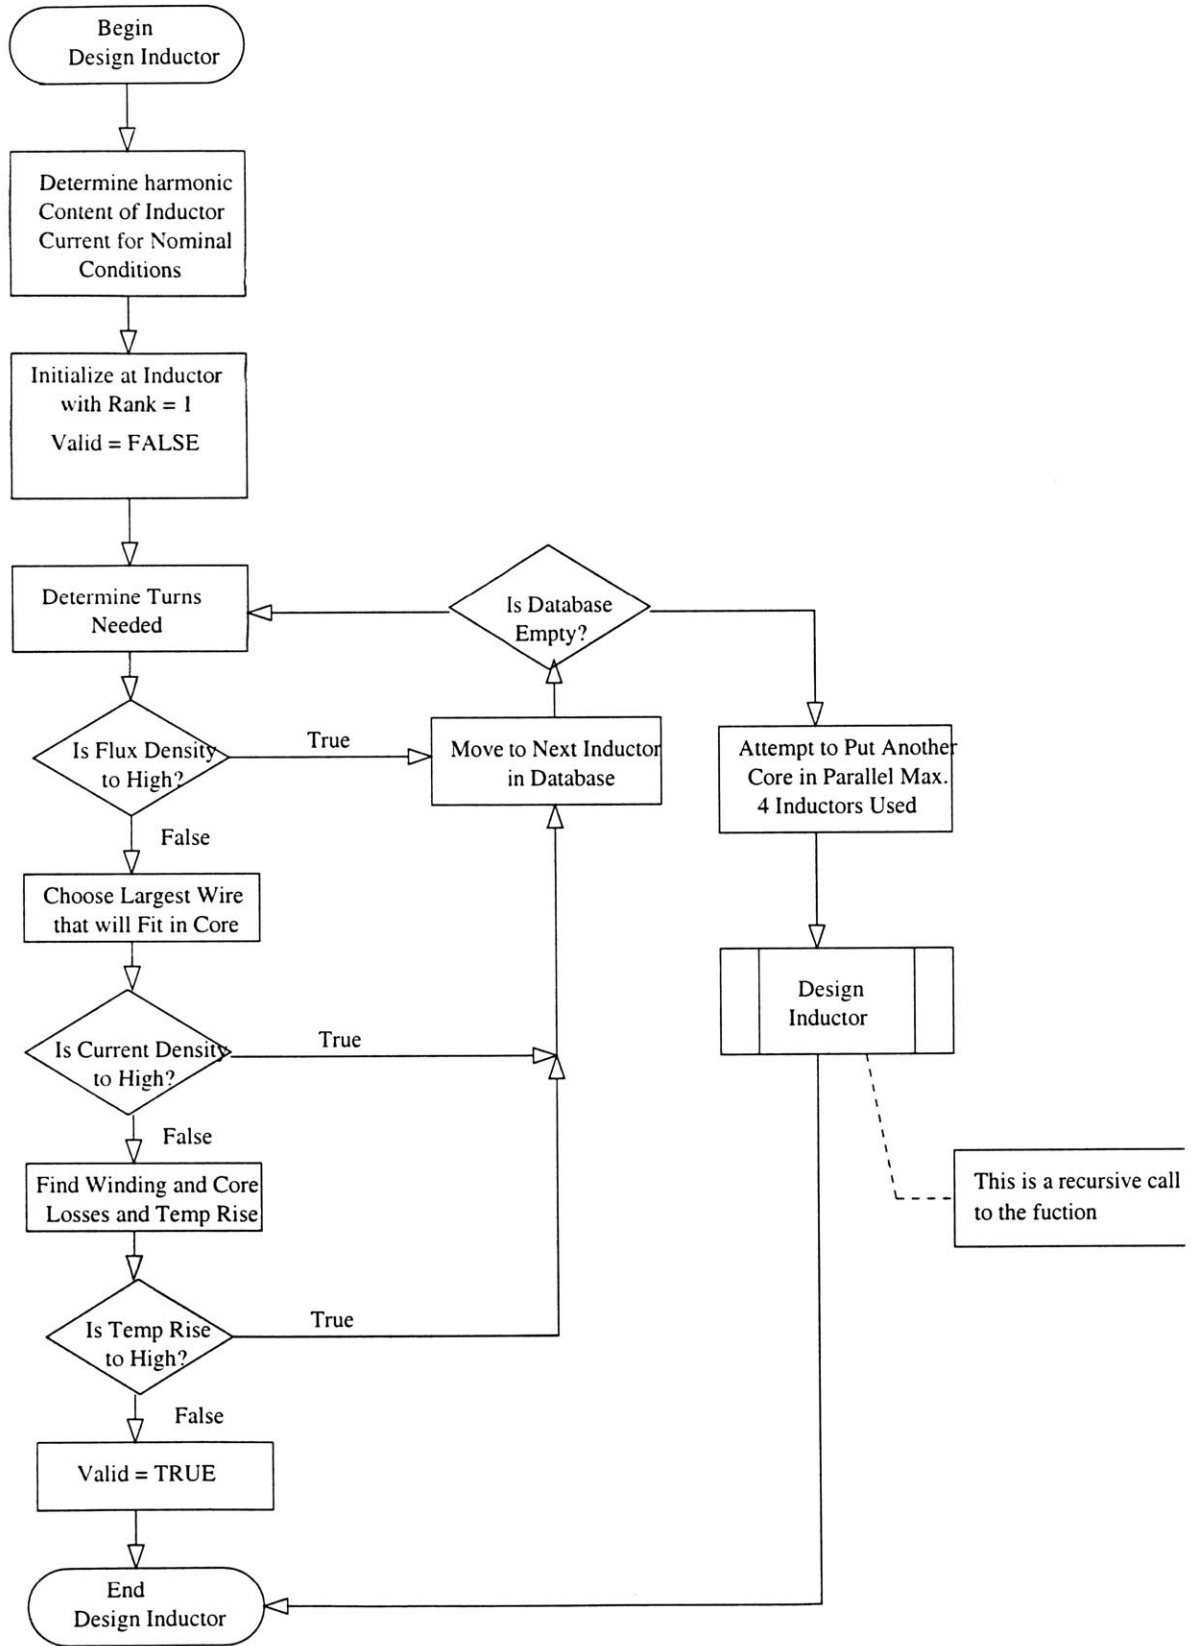 Begin
Design Inductor
Determine harmonic
Content of Inductor
Current for Nominal
Conditions
Initialize at Inductor
with Rank = 1
Valid = FALSE
Determine Turns
Needed
Is Database
Empty?
Is Flux Density
to High?
True
Move to Next Inductor
in Database
Attempt to Put Another
Core in Parallel Max.
4 Inductors Used
False
Choose Largest Wire
that will Fit in Core
Is Current Density
to High?
True
Design
Inductor
False
Find Winding and Core
Losses and Temp Rise
This is a recursive call
to the fuction
Is Temp Rise
to High?
True
False
Valid = TRUE
End
Design Inductor